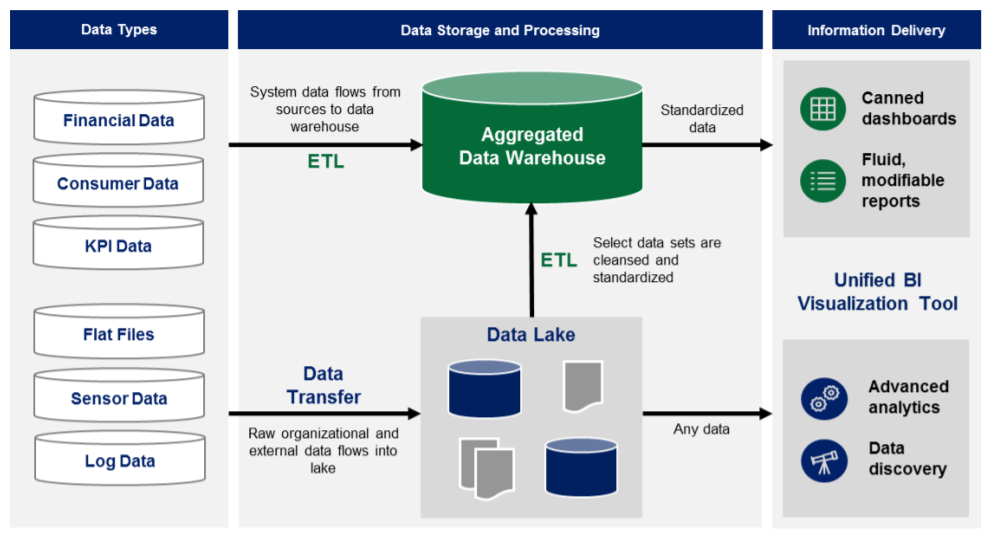 Data Types
Data Storage and Processing
Information Delivery
Financial Data
Consumer Data
KPI Data
Flat Files
Sensor Data
Log Data
System data flows from
sources to data
warehouse
ETL
Aggregated
Data Warehouse
Standardized
data
ETL
Select data sets are
cleansed and
standardized
Data
Transfer
Raw organizational and
external data flows into
lake
Data Lake
Any data
Canned
dashboards
Fluid,
modifiable
reports
Unified BI
Visualization Tool
Advanced
analytics
Data
discovery